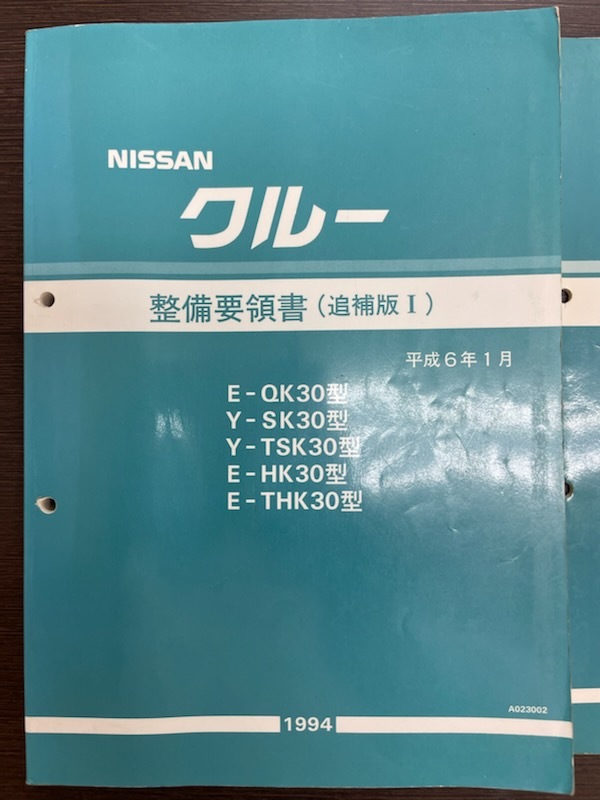 NISSAN
クルー
整備要領書(追補版Ⅰ)
平成6年1月
E-QK30型
Y-SK30型
Y-TSK30型
E-HK30型
E-THK30型
A023002
1994